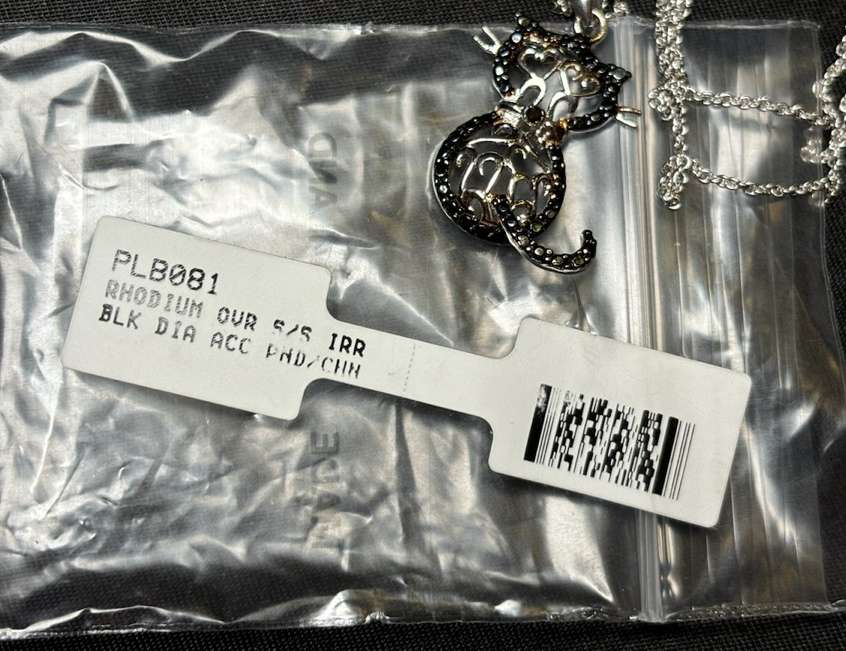 PLB081
RHODIUM OVR S/S IRR
BLK DIA ACC PND/CHN